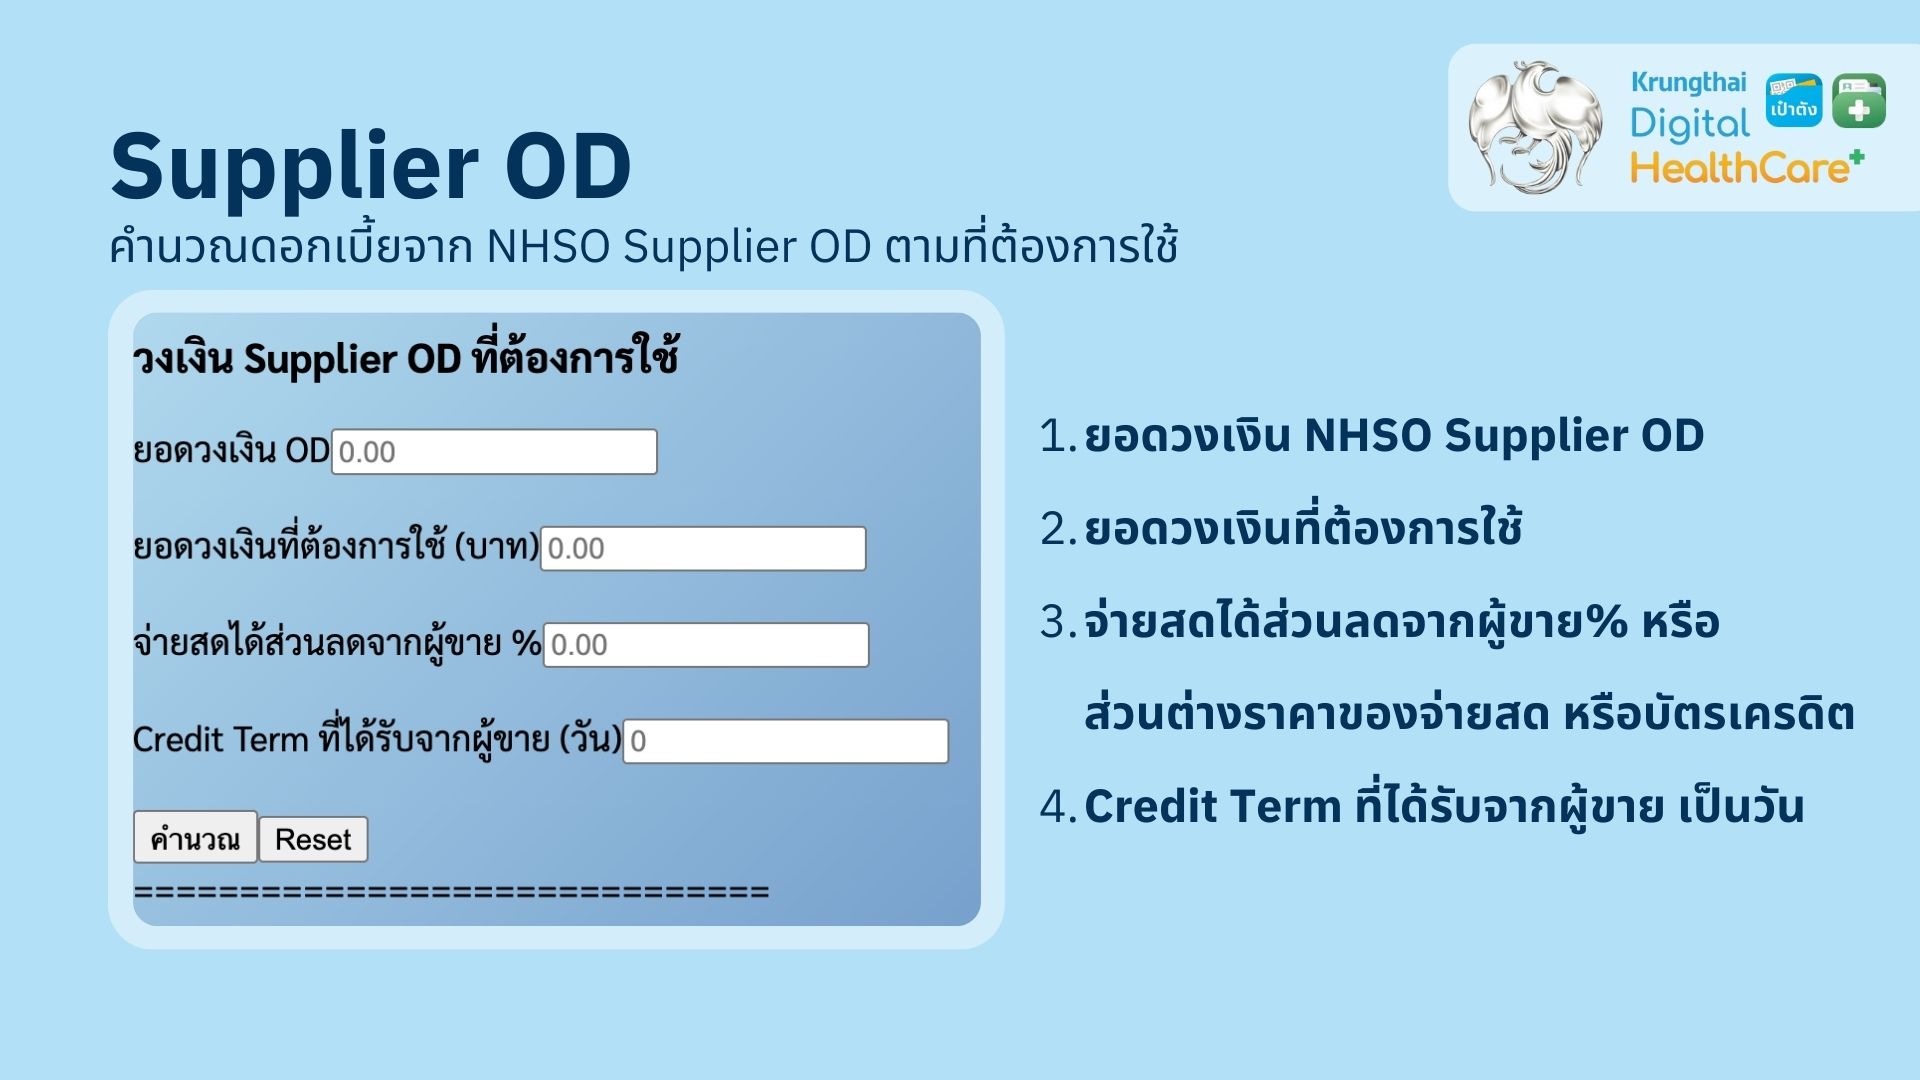 Krungthai
Digital
HealthCare+
เป๋าตัง
Supplier OD
คำนวณดอกเบี้ยจาก NHSO Supplier OD ตามที่ต้องการใช้
วงเงิน Supplier OD ที่ต้องการใช้
ยอดวงเงิน OD 0.00
ยอดวงเงินที่ต้องการใช้ (บาท) 0.00
จ่ายสดได้ส่วนลดจากผู้ขาย % 0.00
Credit Term ที่ได้รับจากผู้ขาย (วัน) 0
คำนวณ Reset
==============================
1. ยอดวงเงิน NHSO Supplier OD
2. ยอดวงเงินที่ต้องการใช้
3. จ่ายสดได้ส่วนลดจากผู้ขาย% หรือ
ส่วนต่างราคาของจ่ายสด หรือบัตรเครดิต
4. Credit Term ที่ได้รับจากผู้ขาย เป็นวัน